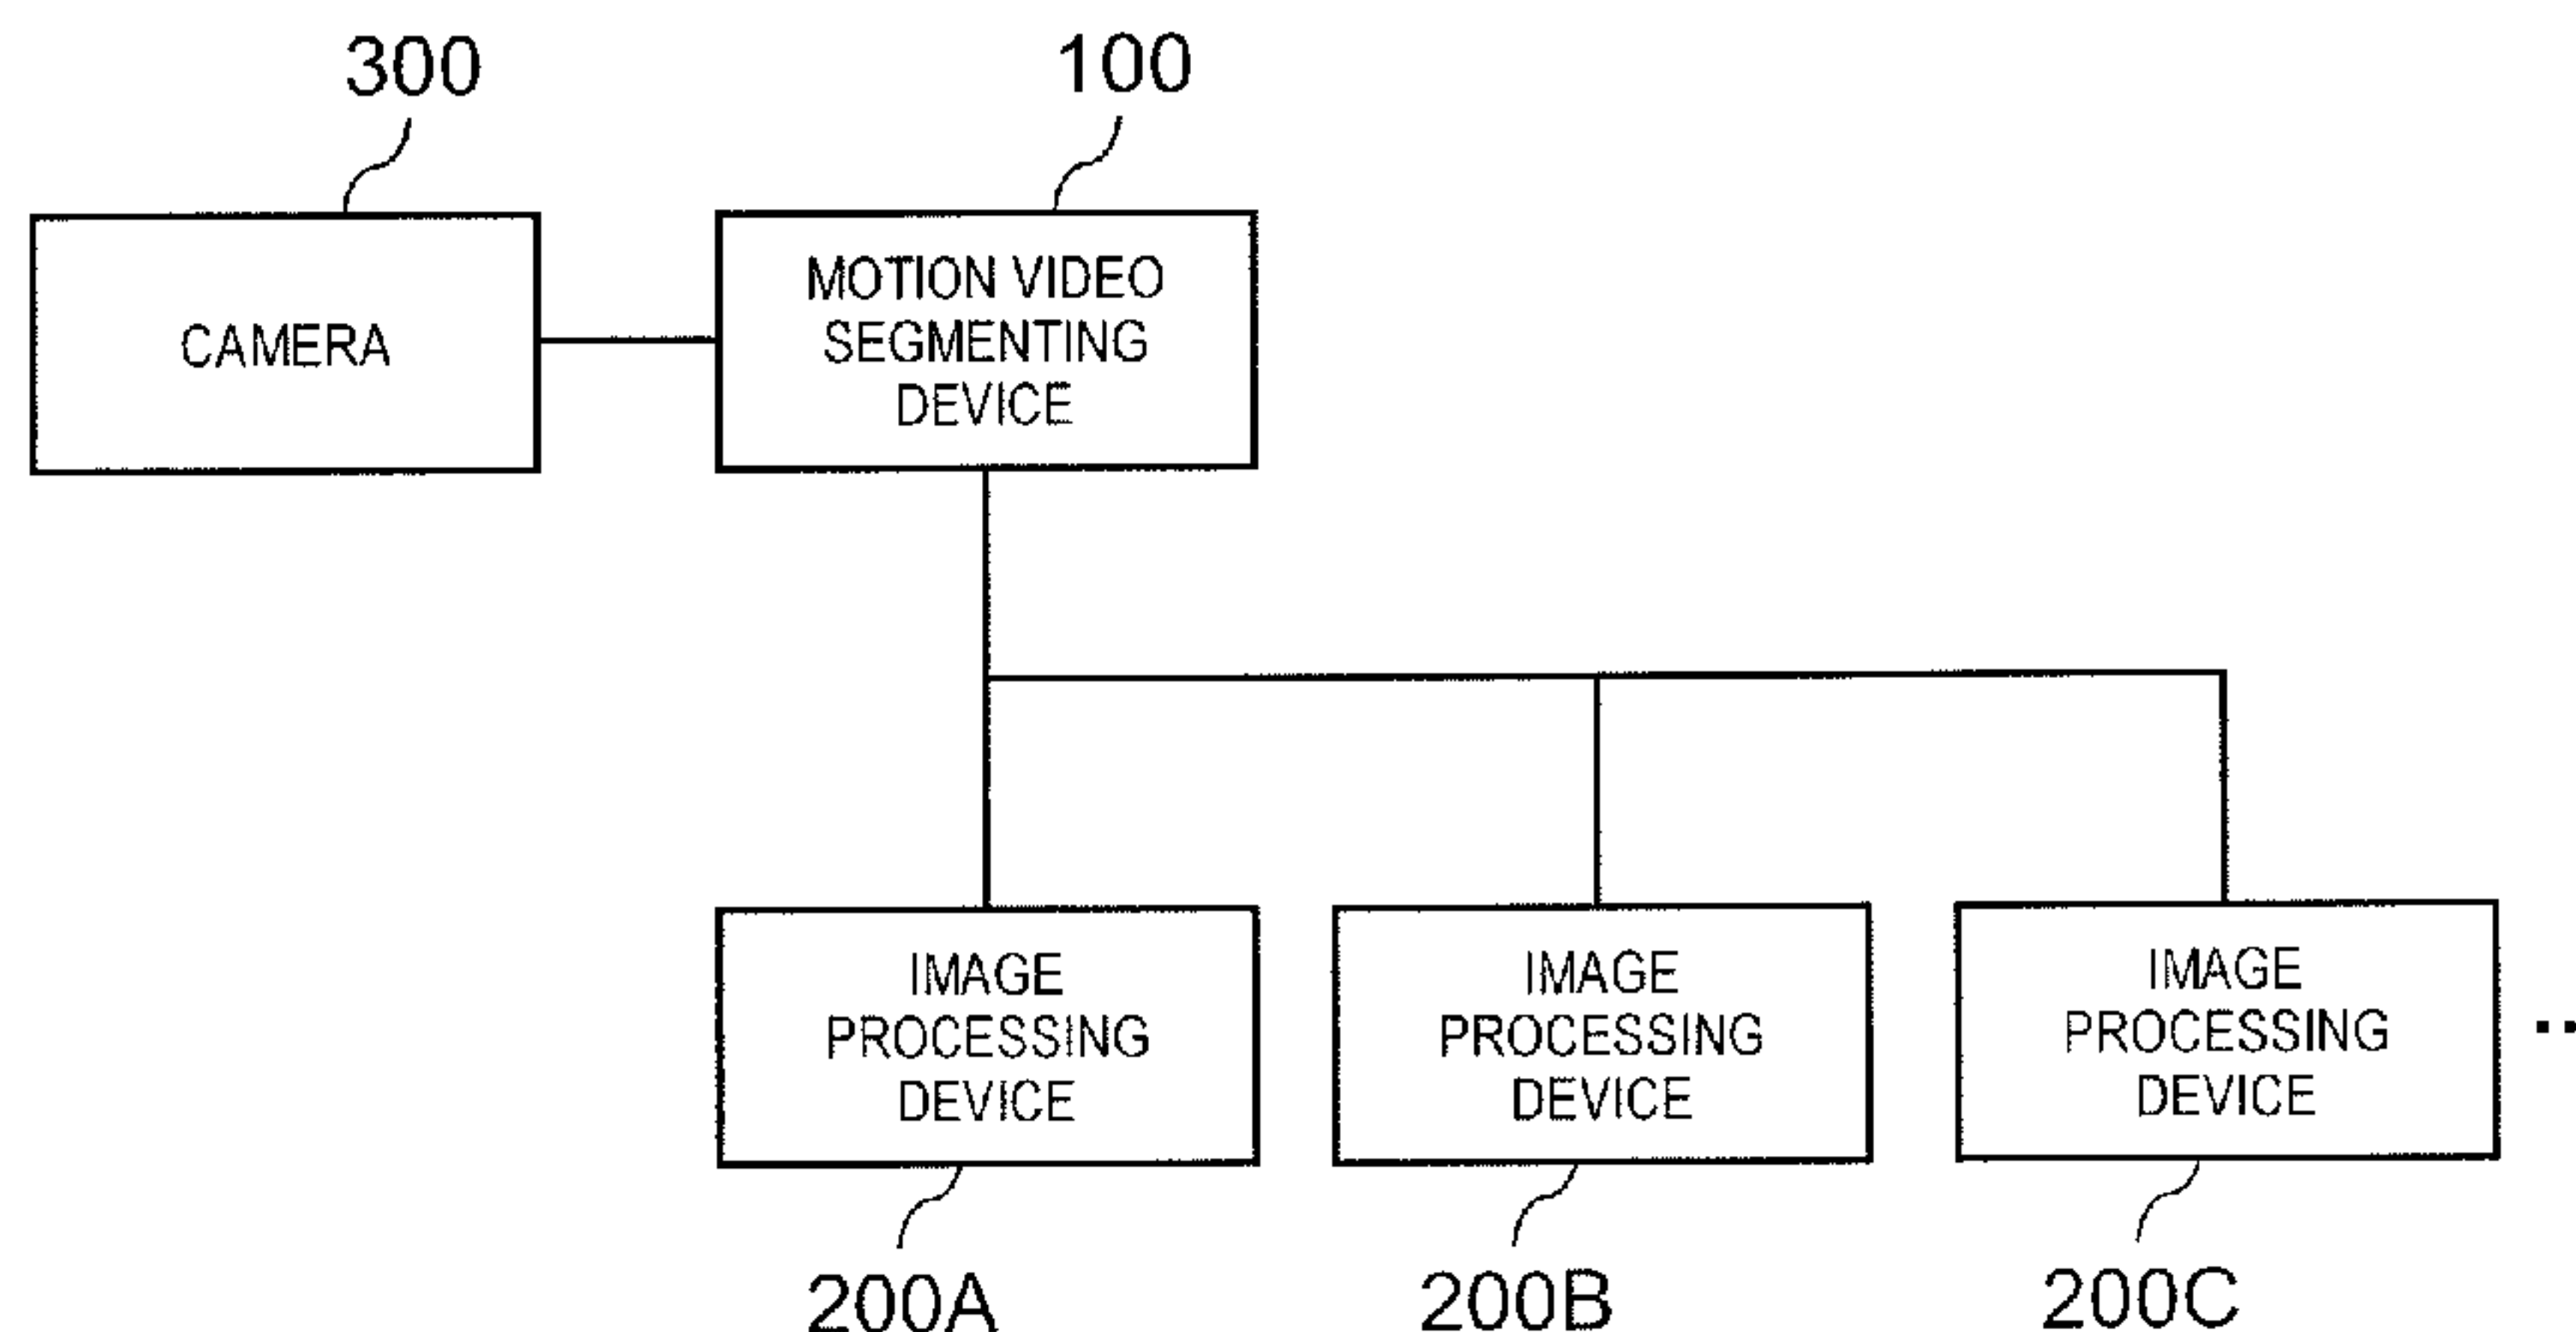 300
100
CAMERA
MOTION VIDEO
SEGMENTING
DEVICE
IMAGE
PROCESSING
DEVICE
IMAGE
PROCESSING
DEVICE
IMAGE
PROCESSING
DEVICE
..
200A
200B
200C